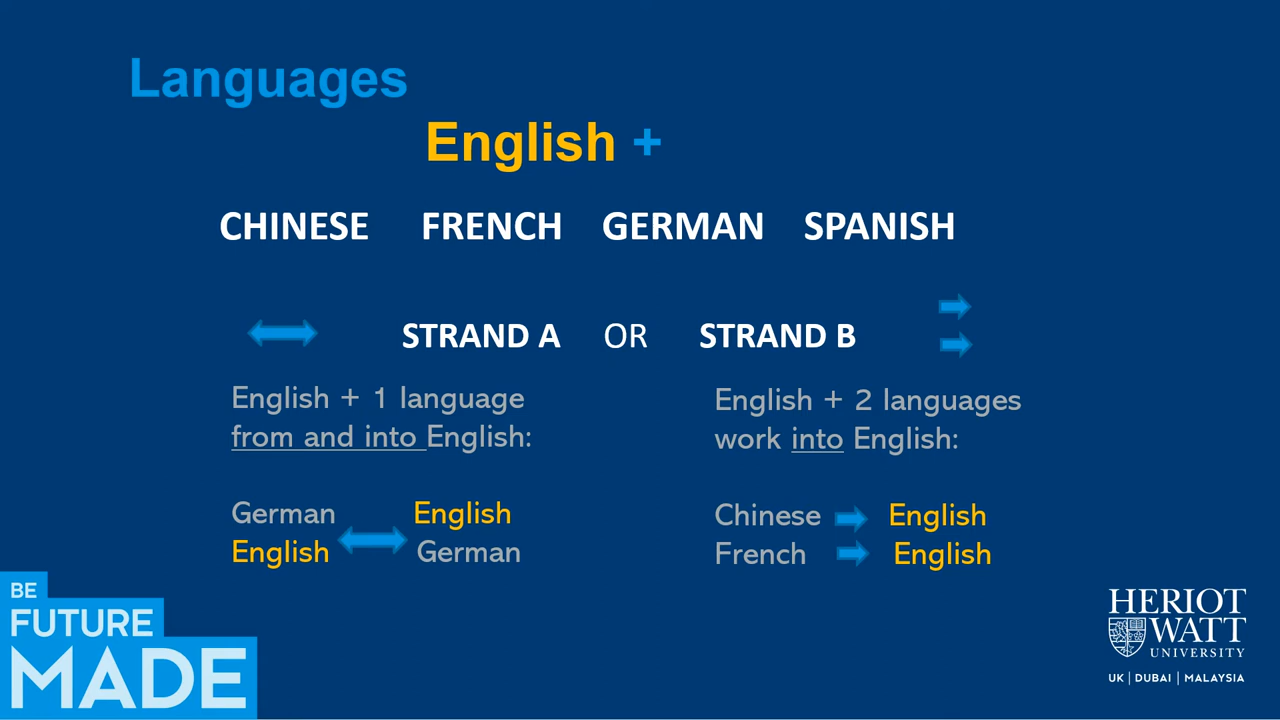 Languages
English +
CHINESE FRENCH GERMAN SPANISH
STRAND A OR STRAND B
English + 1 language
from and into English:
German English
English German
English + 2 languages
work into English:
Chinese English
French English
BE
FUTURE
MADE
HERIOT
WATT
UNIVERSITY
UK | DUBAI | MALAYSIA